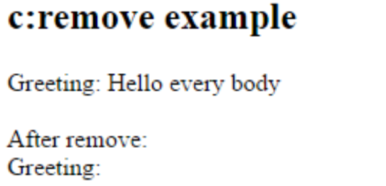 c:remove example
Greeting: Hello every body
After remove:
Greeting: